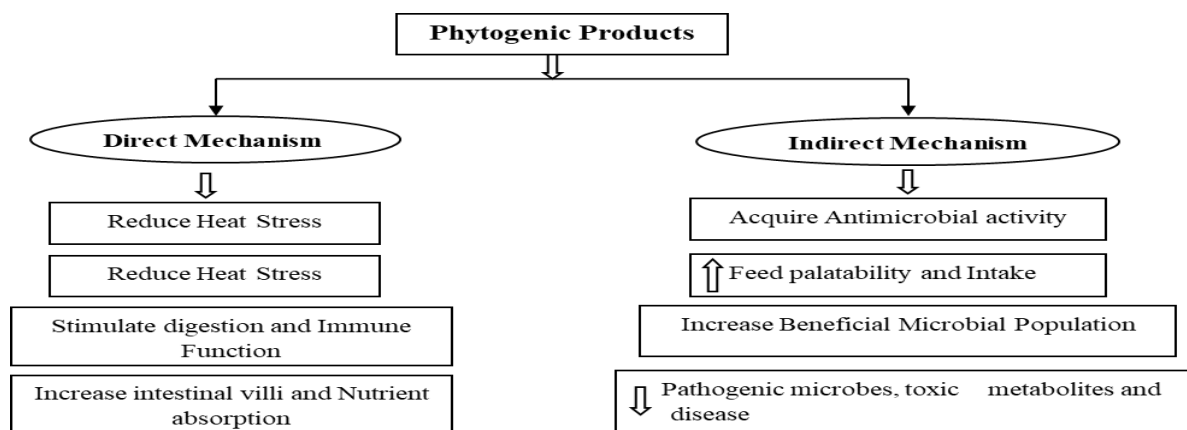 Phytogenic Products
Direct Mechanism
Reduce Heat Stress
Reduce Heat Stress
Stimulate digestion and Immune
Function
Increase intestinal villi and Nutrient
absorption
Indirect Mechanism
Acquire Antimicrobial activity
Feed palatability and Intake
Increase Beneficial Microbial Population
Pathogenic microbes, toxic metabolites and
disease